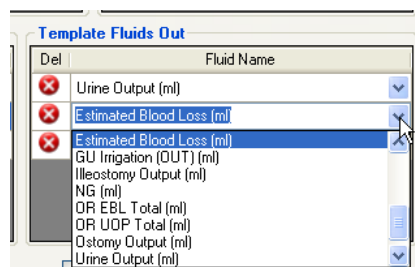 Template Fluids Out
Del Fluid Name
Urine Output (ml)
Estimated Blood Loss (ml)
Estimated Blood Loss (ml)
GU Irrigation (OUT) (ml)
Illeostomy Output (ml)
NG (ml)
OR EBL Total (ml)
OR UOP Total (ml)
Ostomy Output (ml)
Urine Output (ml)